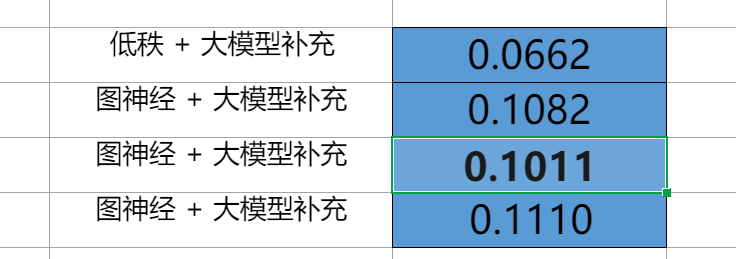 低秩 + 大模型补充 0.0662
图神经 + 大模型补充 0.1082
图神经 + 大模型补充 0.1011
图神经 + 大模型补充 0.1110